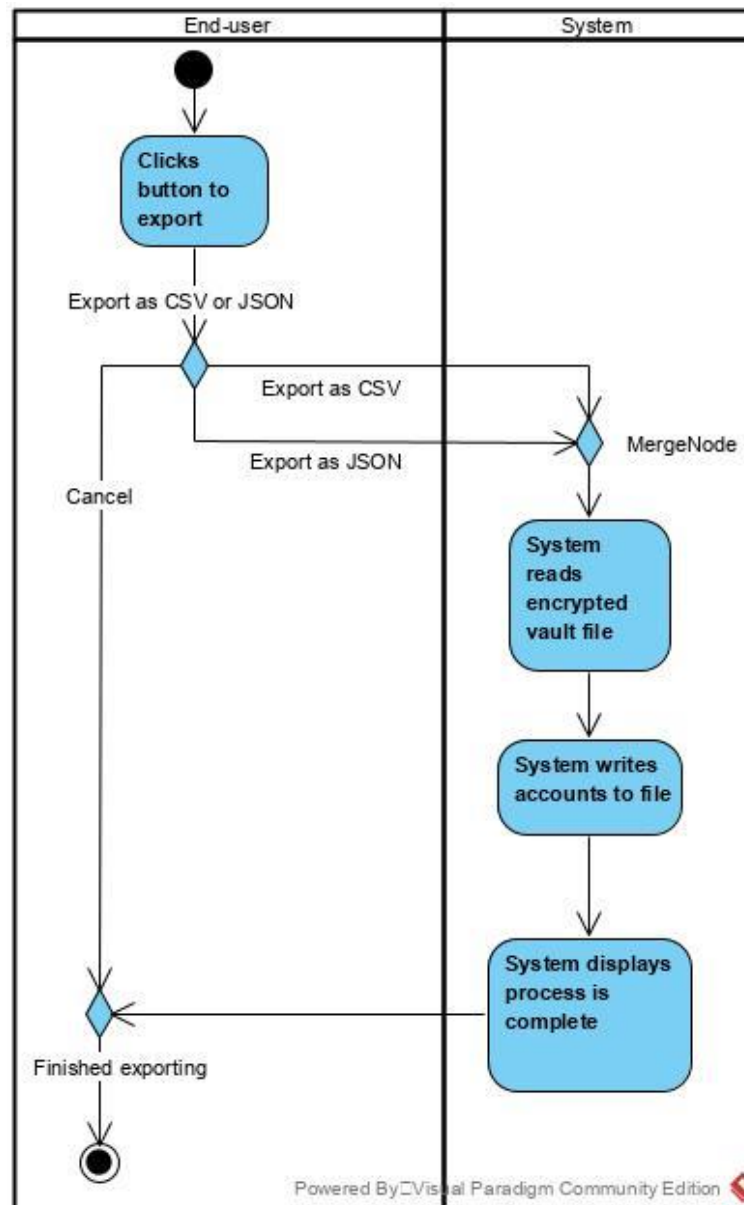 End-user
System
Clicks
button to
export
Export as CSV or JSON
Export as CSV
MergeNode
Export as JSON
Cancel
System
reads
encrypted
vault file
System writes
accounts to file
System displays
process is
complete
Finished exporting
Powered By□Visual Paradigm Community Edition